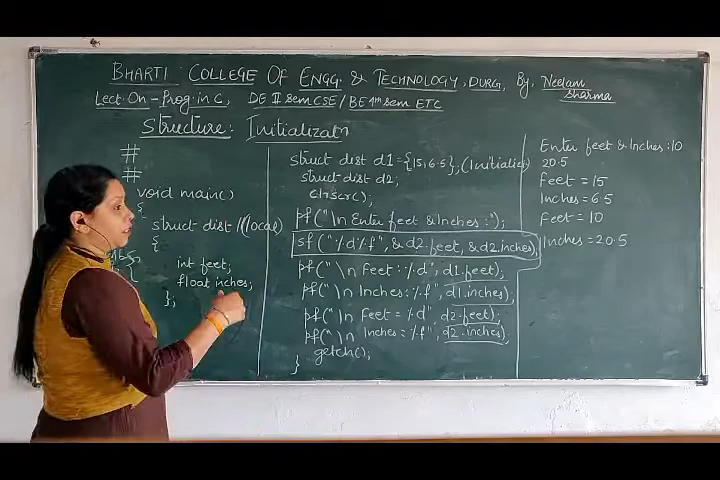 BHARTI COLLEGE OF ENGG. & TECHNOLOGY, DURG, By, Neelam Sharma
Lect. On - Prog. in C, DE II Sem CSE / BE 4th Sem ETC
Structure: Initializatn
#
#
void main()
{
struct dist //(local)
{
int feet;
float inches;
};
struct dist d1={15,6.5}; (Initialize)
struct dist d2;
clrscr();
pf("\n Enter feet & Inches :");
sf("%d%f", &d2.feet, &d2.inches);
pf("\n Feet : %d", d1.feet);
pf("\n Inches: %f", d1.inches);
pf("\n Feet = %d", d2.feet);
pf("\n Inches = %f", d2.inches);
getch();
}
Enter feet & Inches : 10
20.5
Feet = 15
Inches = 6.5
Feet = 10
Inches = 20.5